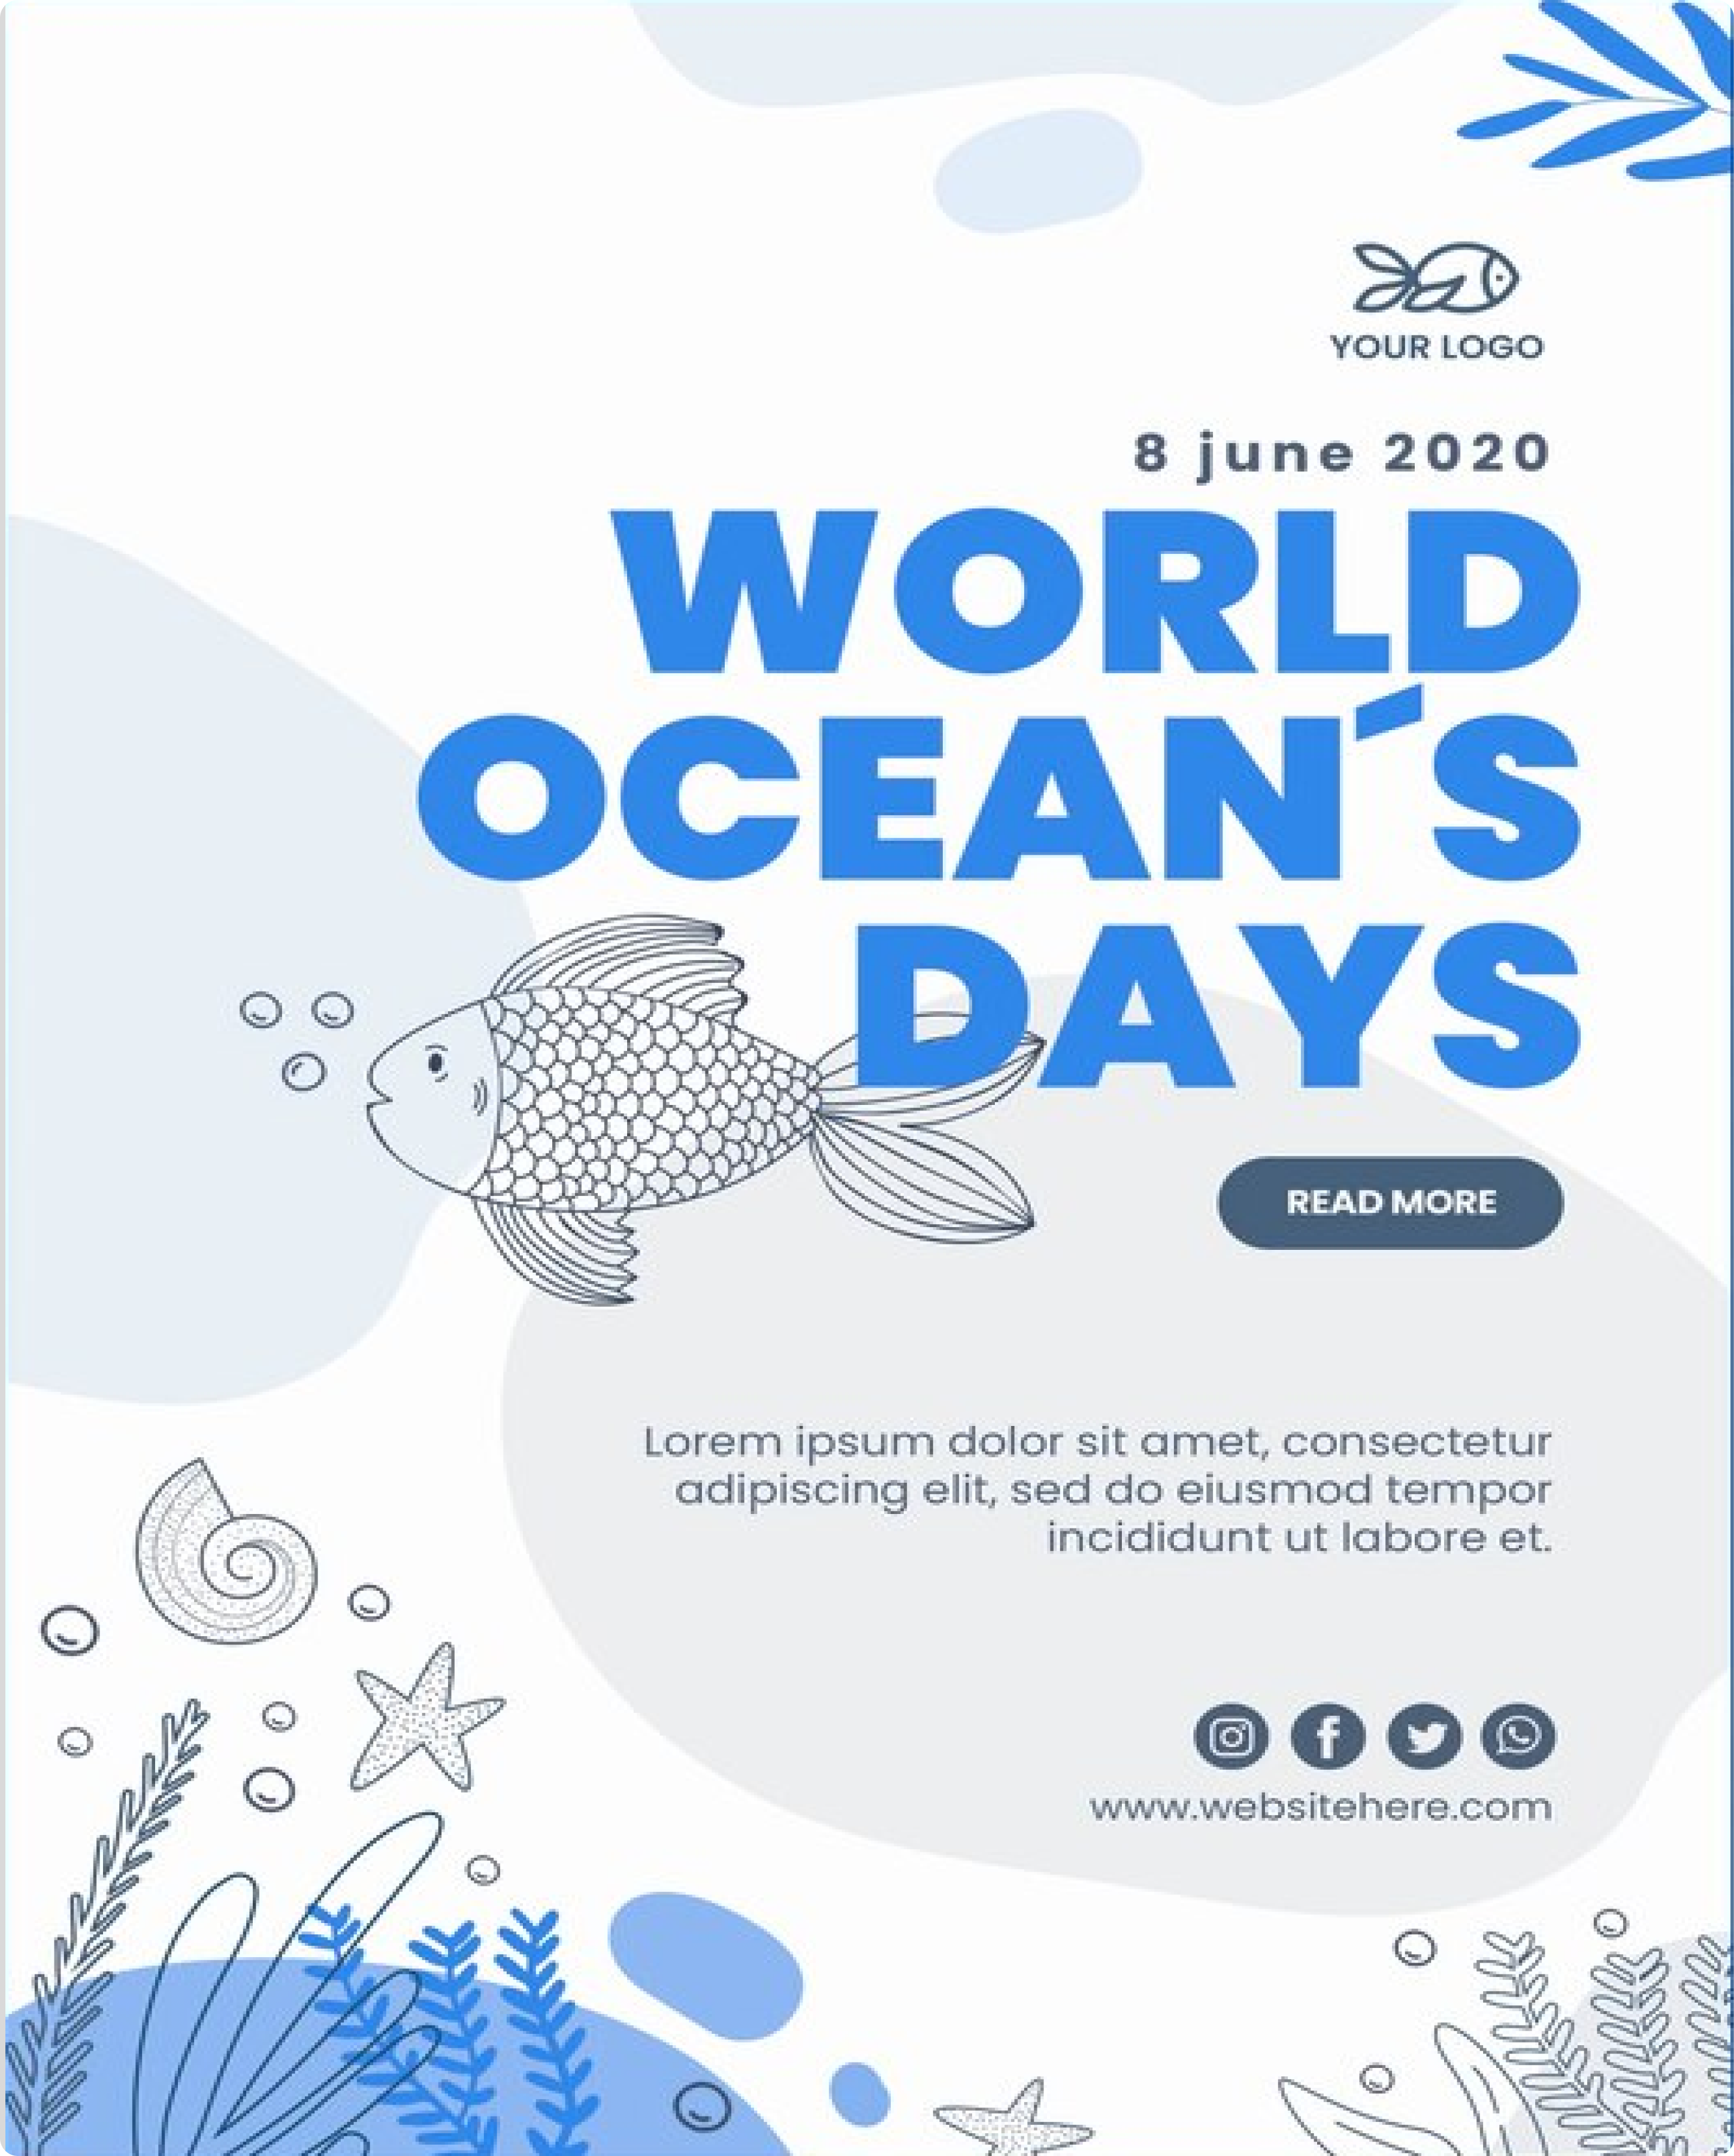 YOUR LOGO
8 june 2020
WORLD
OCEAN´S
DAYS
READ MORE
Lorem ipsum dolor sit amet, consectetur
adipiscing elit, sed do eiusmod tempor
incididunt ut labore et.
www.websitehere.com